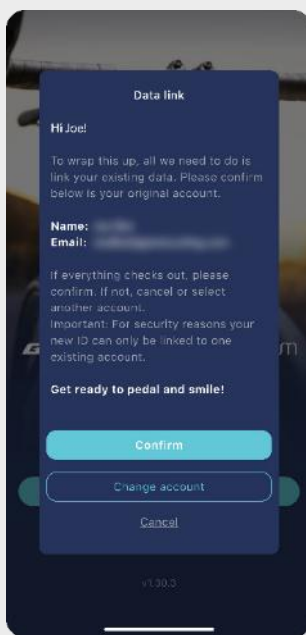 Data link
Hi Joe!
To wrap this up, all we need to do is
link your existing data. Please confirm
below is your original account.
Name:
Email:
If everything checks out, please
confirm. If not, cancel or select
another account.
Important: For security reasons your
new ID can only be linked to one
existing account.
Get ready to pedal and smile!
Confirm
Change account
Cancel
v1.30.3